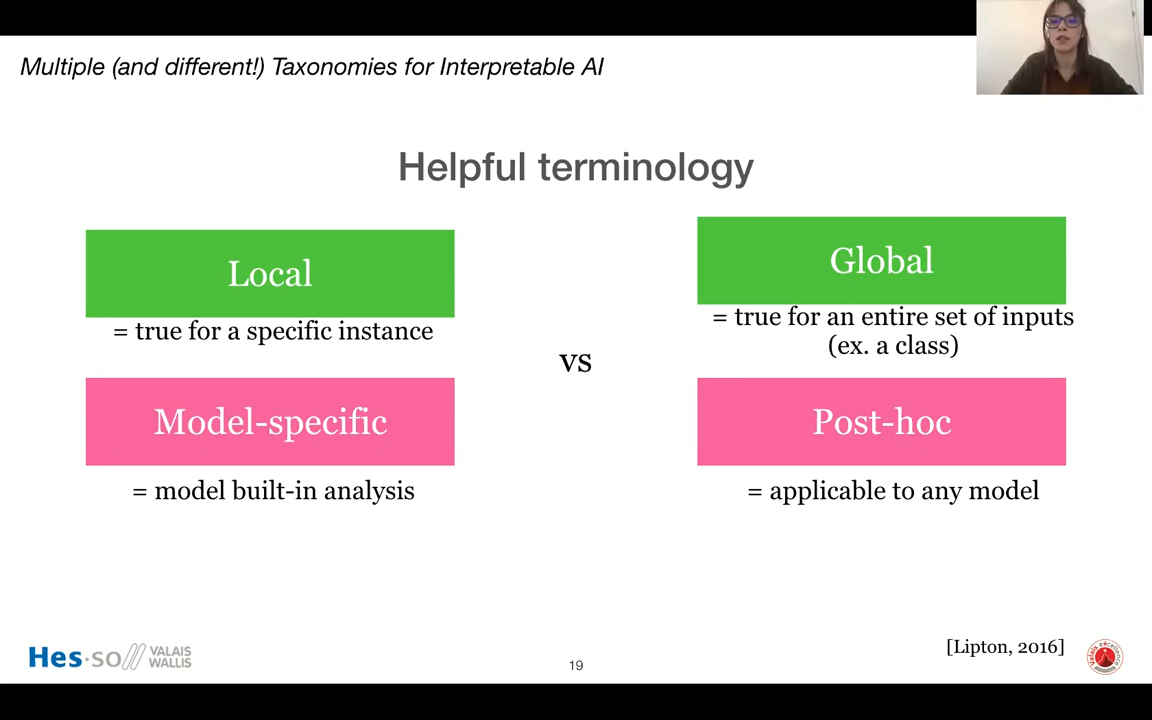 Multiple (and different!) Taxonomies for Interpretable AI
Helpful terminology
Local
= true for a specific instance
Global
= true for an entire set of inputs
(ex. a class)
vs
Model-specific
= model built-in analysis
Post-hoc
= applicable to any model
Hes·so// VALAIS
WALLIS
19
[Lipton, 2016]
Valais excellence